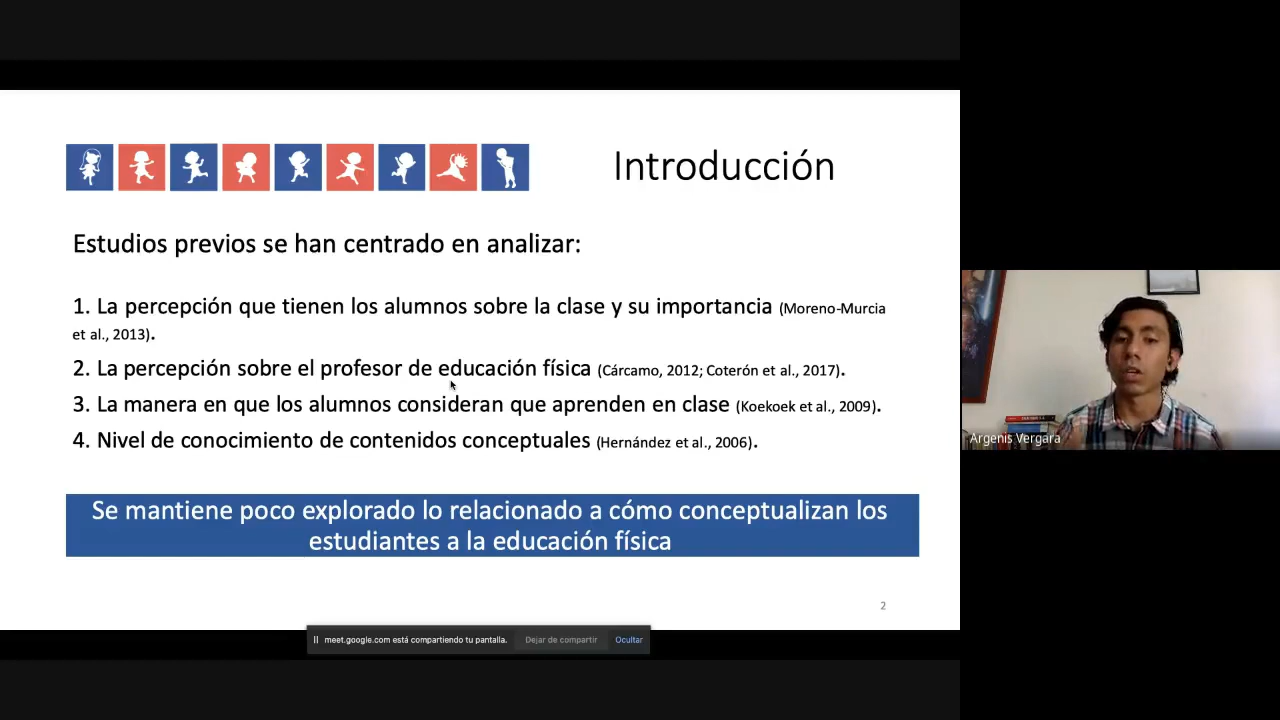 Introducción
Estudios previos se han centrado en analizar:
1. La percepción que tienen los alumnos sobre la clase y su importancia (Moreno-Murcia
et al., 2013).
2. La percepción sobre el profesor de educación física (Cárcamo, 2012; Coterón et al., 2017).
3. La manera en que los alumnos consideran que aprenden en clase (Koekoek et al., 2009).
4. Nivel de conocimiento de contenidos conceptuales (Hernández et al., 2006).
Se mantiene poco explorado lo relacionado a cómo conceptualizan los
estudiantes a la educación física
2
meet.google.com está compartiendo tu pantalla. Dejar de compartir Ocultar
Argenis Vergara